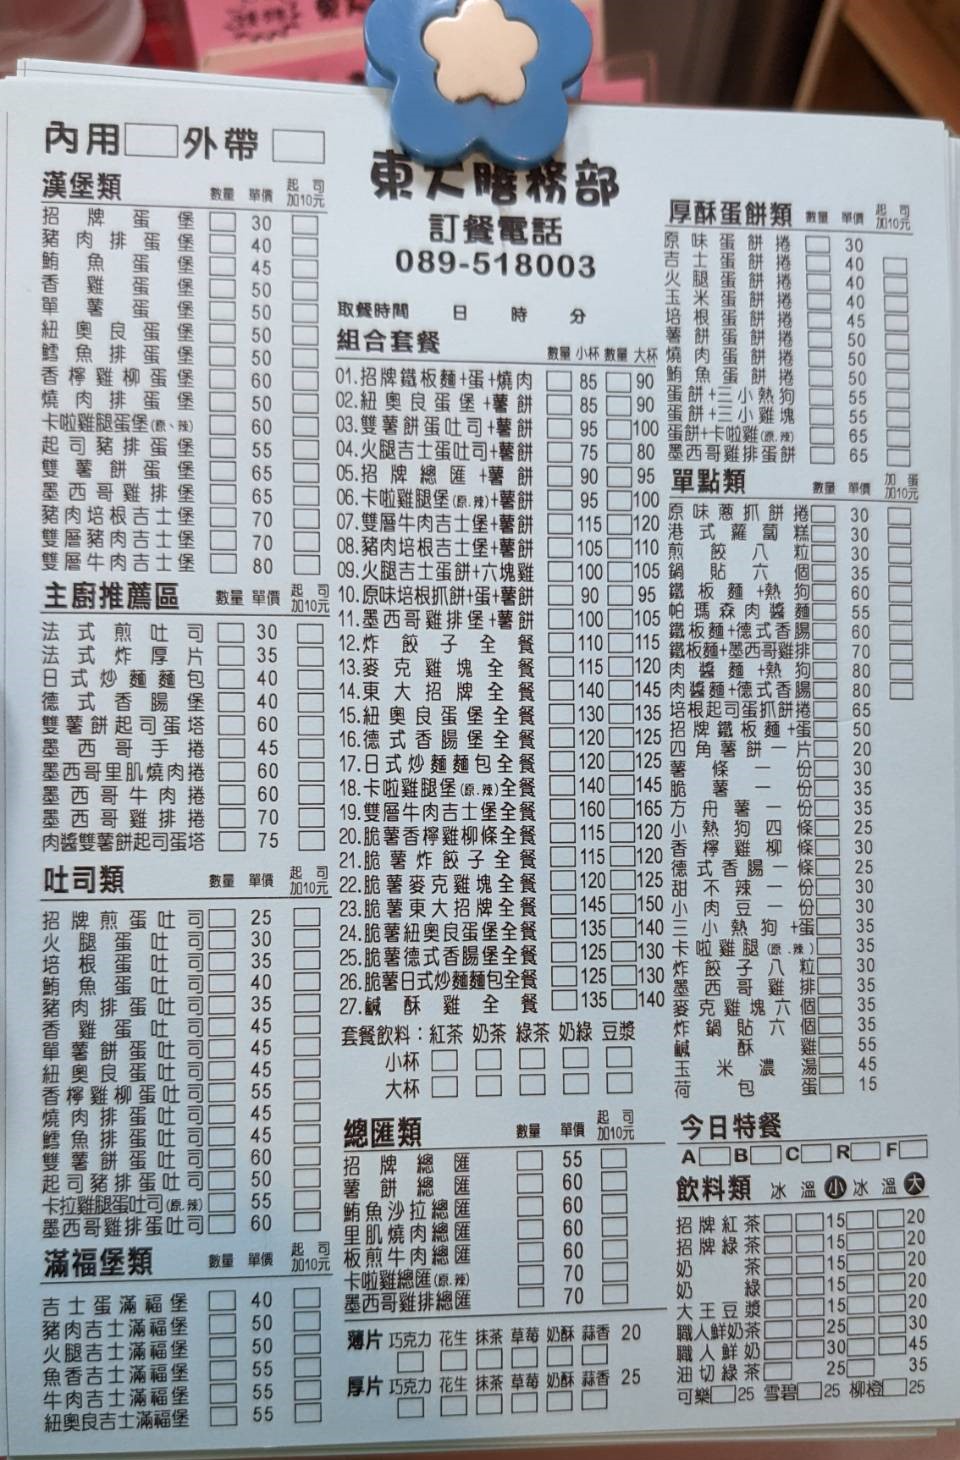 內用 外帶
漢堡類 數量 單價 起司加10元
招牌蛋堡 30
豬肉排蛋堡 40
鮪魚蛋堡 45
香雞蛋堡 50
單薯蛋堡 50
紐奧良蛋堡 50
鱈魚排蛋堡 50
香檸雞柳蛋堡 60
燒肉排蛋堡 50
卡啦雞腿蛋堡(原、辣) 60
起司豬排蛋堡 55
雙薯餅蛋堡 65
墨西哥雞排堡 65
豬肉培根吉士堡 70
雙層豬肉吉士堡 70
雙層牛肉吉士堡 80
主廚推薦區 數量 單價 起司加10元
法式煎吐司 30
法式炸厚片 35
日式炒麵麵包 40
德式香腸堡 40
雙薯餅起司蛋塔 60
墨西哥手捲 45
墨西哥里肌燒肉捲 60
墨西哥牛肉捲 60
墨西哥雞排捲 70
肉醬雙薯餅起司蛋塔 75
吐司類 數量 單價 起司加10元
招牌煎蛋吐司 25
火腿蛋吐司 30
培根蛋吐司 35
鮪魚蛋吐司 40
豬肉排蛋吐司 35
香雞蛋吐司 45
單薯餅蛋吐司 45
紐奧良蛋吐司 45
香檸雞柳蛋吐司 55
燒肉排蛋吐司 45
鱈魚排蛋吐司 45
雙薯餅蛋吐司 60
起司豬排蛋吐司 50
卡拉雞腿蛋吐司(原.辣) 55
墨西哥雞排蛋吐司 60
滿福堡類 數量 單價 起司加10元
吉士蛋滿福堡 40
豬肉吉士滿福堡 50
火腿吉士滿福堡 50
魚香吉士滿福堡 55
牛肉吉士滿福堡 55
紐奧良吉士滿福堡 55
東大膳務部
訂餐電話
089-518003
取餐時間 日 時 分
組合套餐 數量 小杯 數量 大杯
01.招牌鐵板麵+蛋+燒肉 85 90
02.紐奧良蛋堡+薯餅 85 90
03.雙薯餅蛋吐司+薯餅 95 100
04.火腿吉士蛋吐司+薯餅 75 80
05.招牌總匯+薯餅 90 95
06.卡啦雞腿堡(原.辣)+薯餅 95 100
07.雙層牛肉吉士堡+薯餅 115 120
08.豬肉培根吉士堡+薯餅 105 110
09.火腿吉士蛋餅+六塊雞 100 105
10.原味培根抓餅+蛋+薯餅 90 95
11.墨西哥雞排堡+薯餅 100 105
12.炸餃子全餐 110 115
13.麥克雞塊全餐 115 120
14.東大招牌全餐 140 145
15.紐奧良蛋堡全餐 130 135
16.德式香腸堡全餐 120 125
17.日式炒麵麵包全餐 120 125
18.卡啦雞腿堡(原.辣)全餐 140 145
19.雙層牛肉吉士堡全餐 160 165
20.脆薯香檸雞柳條全餐 115 120
21.脆薯炸餃子全餐 115 120
22.脆薯麥克雞塊全餐 120 125
23.脆薯東大招牌全餐 145 150
24.脆薯紐奧良蛋堡全餐 135 140
25.脆薯德式香腸堡全餐 125 130
26.脆薯日式炒麵麵包全餐 125 130
27.鹹酥雞全餐 135 140
套餐飲料：紅茶 奶茶 綠茶 奶綠 豆漿
小杯
大杯
總匯類 數量 單價 起司加10元
招牌總匯 55
薯餅總匯 60
鮪魚沙拉總匯 60
里肌燒肉總匯 60
板煎牛肉總匯 60
卡啦雞總匯(原.辣) 70
墨西哥雞排總匯 70
薄片 巧克力 花生 抹茶 草莓 奶酥 蒜香 20
厚片 巧克力 花生 抹茶 草莓 奶酥 蒜香 25
厚酥蛋餅類 數量 單價 起司加10元
原味蛋餅捲 30
吉士蛋餅捲 40
火腿蛋餅捲 40
玉米蛋餅捲 40
培根蛋餅捲 45
薯餅蛋餅捲 50
燒肉蛋餅捲 50
鮪魚蛋餅捲 50
蛋餅+三小熱狗 55
蛋餅+三小雞塊 55
蛋餅+卡啦雞(原.辣) 65
墨西哥雞排蛋餅 65
單點類 數量 單價 加蛋加10元
原味蔥抓餅捲 30
港式蘿蔔糕 30
煎餃八粒 30
鍋貼六個 35
鐵板麵+熱狗 60
帕瑪森肉醬麵 55
鐵板麵+德式香腸 60
鐵板麵+墨西哥雞排 70
肉醬麵+熱狗 80
肉醬麵+德式香腸 80
培根起司蛋抓餅捲 65
招牌鐵板麵+蛋 50
四角薯餅一片 20
薯條一份 30
脆薯一份 35
方舟薯一份 35
小熱狗四條 25
香檸雞柳條 30
德式香腸一條 25
甜不辣一份 30
小肉豆一份 30
三小熱狗+蛋 35
卡啦雞腿(原.辣) 35
炸餃子八粒 30
墨西哥雞排 35
麥克雞塊六個 35
炸鍋貼六個 35
鹹酥雞 55
玉米濃湯 45
荷包蛋 15
今日特餐
A B C R F
飲料類 冰 溫 小 冰 溫 大
招牌紅茶 15 20
招牌綠茶 15 20
奶茶 15 20
奶綠 15 20
大王豆漿 15 20
職人鮮奶茶 25 30
職人鮮奶 30 45
油切綠茶 25 35
可樂 25 雪碧 25 柳橙 25